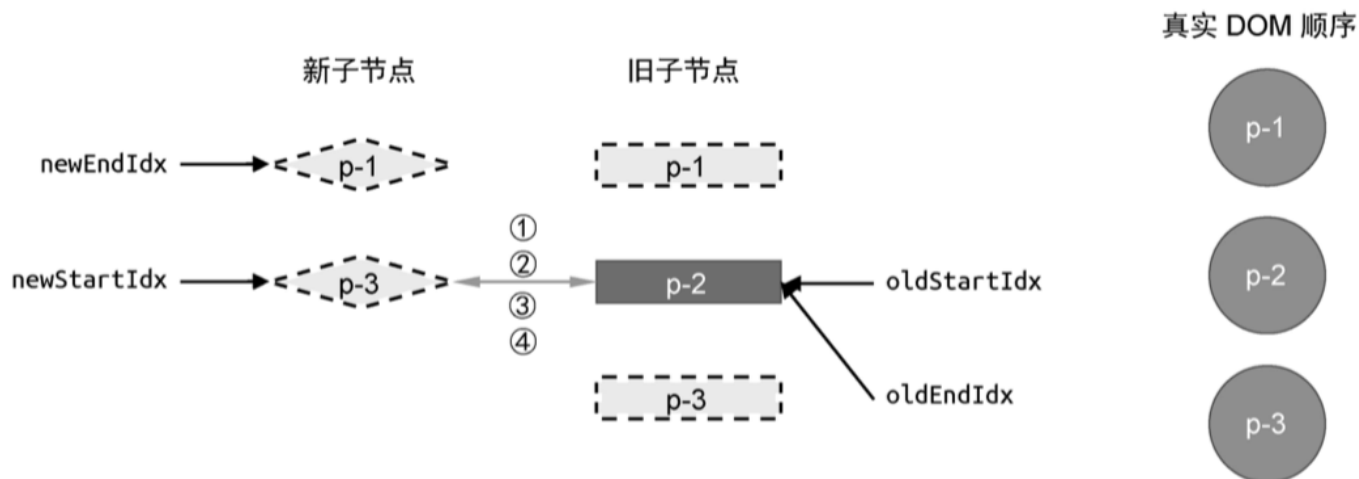 真实 DOM 顺序
新子节点
旧子节点
newEndIdx
p-1
p-1
p-1
①
②
③
④
newStartIdx
p-3
p-2
oldStartIdx
p-2
p-3
oldEndIdx
p-3